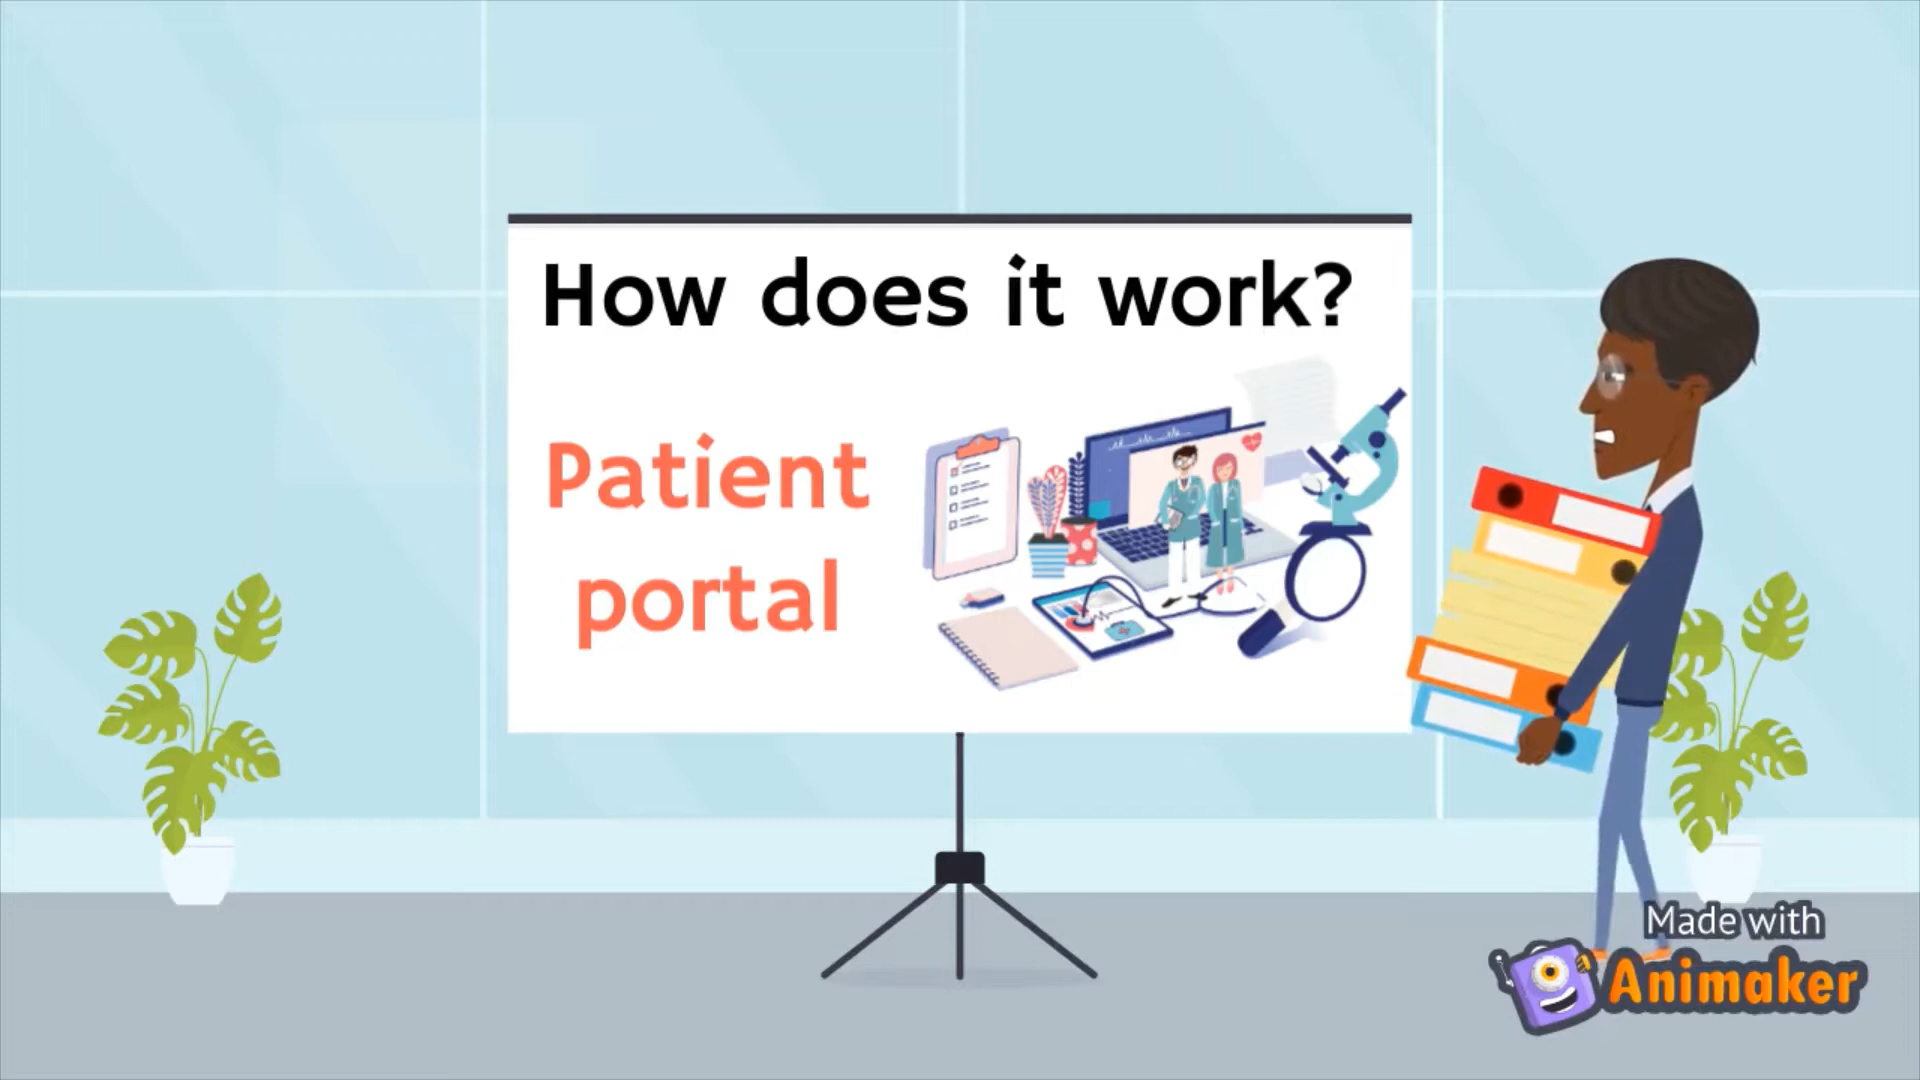 How does it work?
Patient
portal
Made with
Animaker